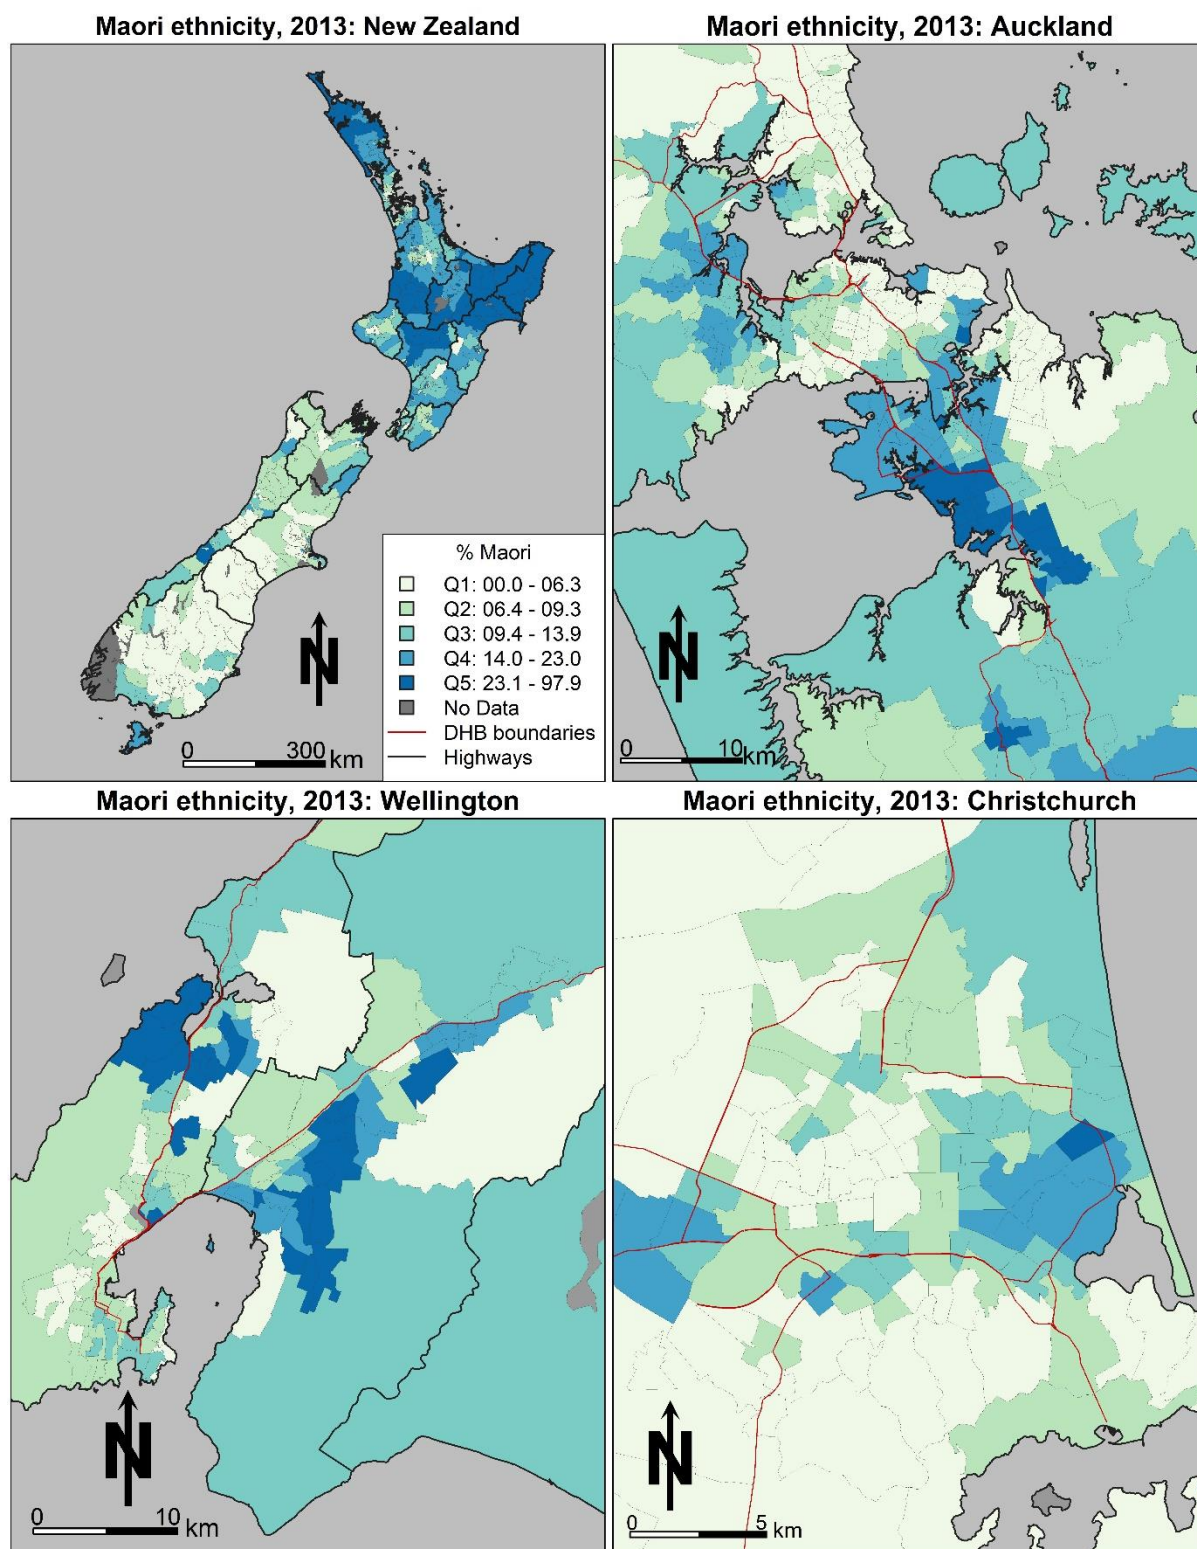 Maori ethnicity, 2013: New Zealand
% Maori
Q1: 00.0 - 06.3
Q2: 06.4 - 09.3
Q3: 09.4 - 13.9
Q4: 14.0 - 23.0
Q5: 23.1 - 97.9
No Data
DHB boundaries
Highways
N
0 300 km
Maori ethnicity, 2013: Auckland
N
0 10 km
Maori ethnicity, 2013: Wellington
N
0 10 km
Maori ethnicity, 2013: Christchurch
N
0 5 km